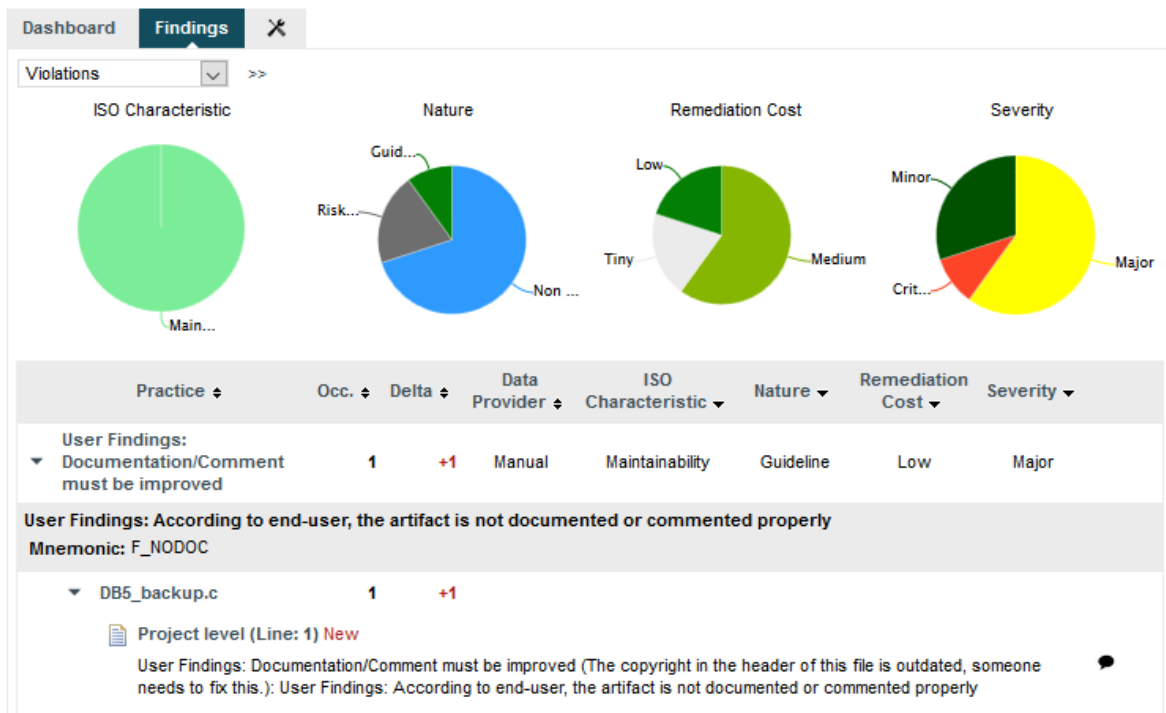 Dashboard Findings
Violations >>
ISO Characteristic Nature Remediation Cost Severity
Main...
Guid...
Risk...
Non ...
Low
Tiny
Medium
Minor
Crit...
Major
Practice Occ. Delta Data Provider ISO Characteristic Nature Remediation Cost Severity
User Findings:
Documentation/Comment 1 +1 Manual Maintainability Guideline Low Major
must be improved
User Findings: According to end-user, the artifact is not documented or commented properly
Mnemonic: F_NODOC
DB5_backup.c 1 +1
Project level (Line: 1) New
User Findings: Documentation/Comment must be improved (The copyright in the header of this file is outdated, someone
needs to fix this.): User Findings: According to end-user, the artifact is not documented or commented properly